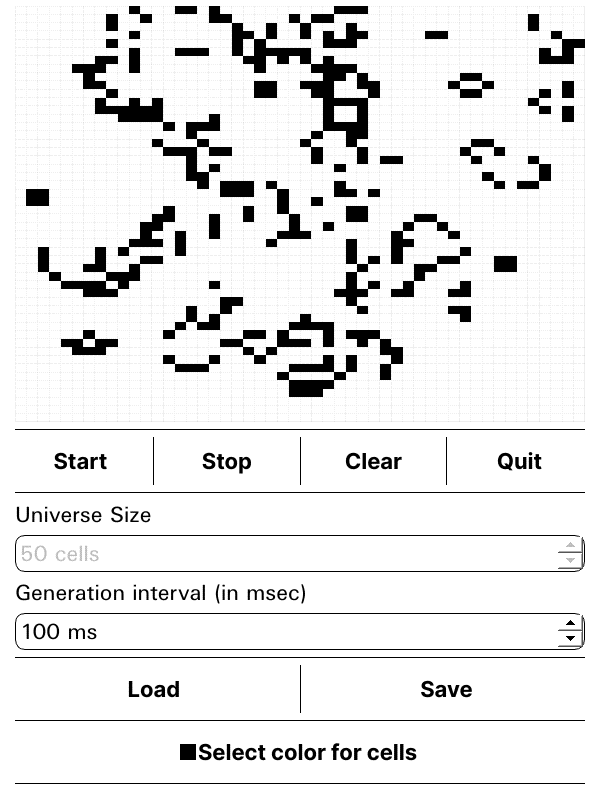 Start
Stop
Clear
Quit
Universe Size
50 cells
Generation interval (in msec)
100 ms
Load
Save
Select color for cells